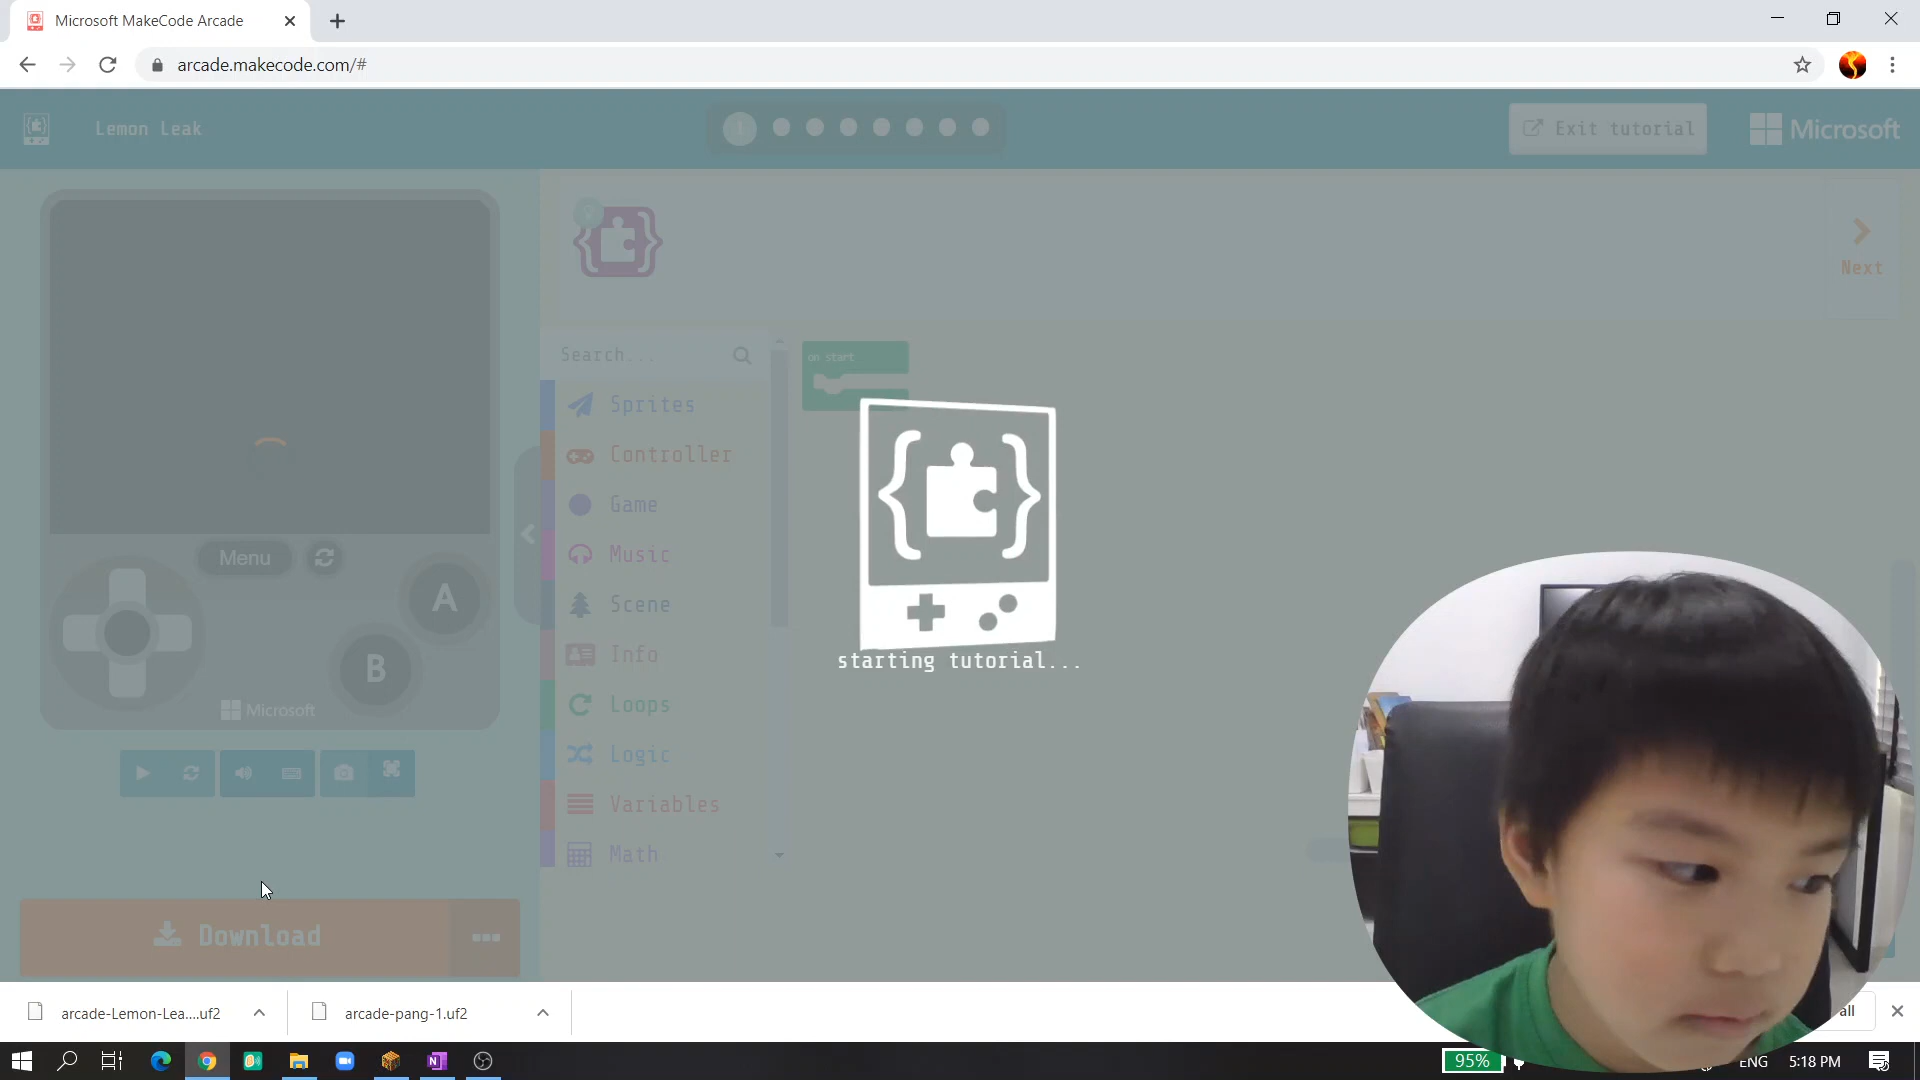 Microsoft MakeCode Arcade
arcade.makecode.com/#
Lemon Leak
1
Exit tutorial
Microsoft
Next
Search...
on start
Sprites
Controller
Game
Music
Scene
Info
Loops
Logic
Variables
Math
Menu
A
B
Microsoft
starting tutorial...
Download
arcade-Lemon-Lea....uf2
arcade-pang-1.uf2
all
95%
ENG
5:18 PM